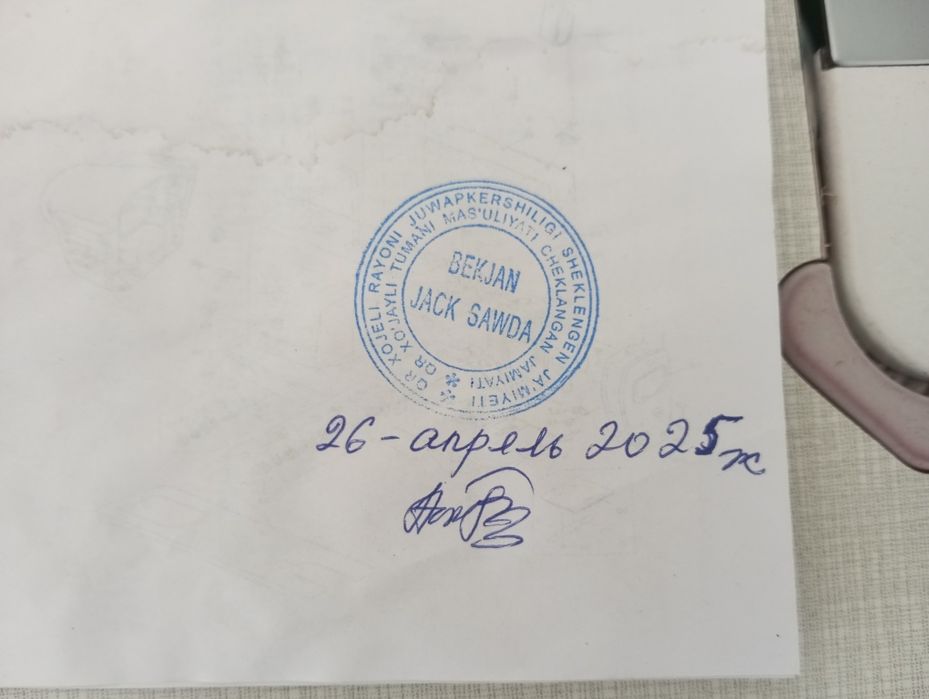 QR XOJELI RAYONI JUWAPKERSHILIGI SHEKLENGEN JA'MIYETI
QR XO'JAYLI TUMANI MAS'ULIYATI CHEKLANGAN JAMIYATI
BEKJAN
JACK SAWDA
26-апрель 2025ж